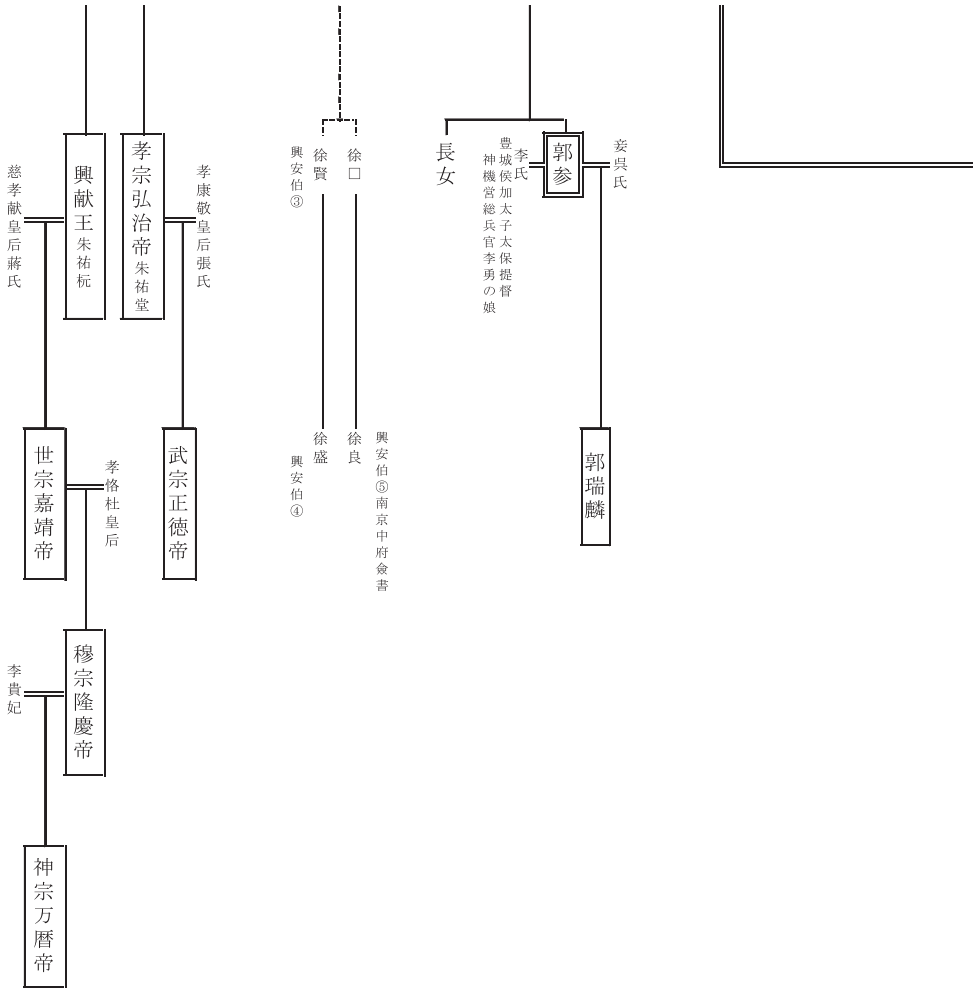 妾呉氏
郭参
李氏
豊城侯加太子太保提督
神機営総兵官李勇の娘
長女
郭瑞麟
徐□
徐賢
興安伯③
興安伯⑤南京中府僉書
徐良
徐盛
興安伯④
孝康敬皇后張氏
孝宗弘治帝朱祐堂
興献王朱祐杬
慈孝献皇后蔣氏
武宗正徳帝
孝恪杜皇后
世宗嘉靖帝
穆宗隆慶帝
李貴妃
神宗万暦帝